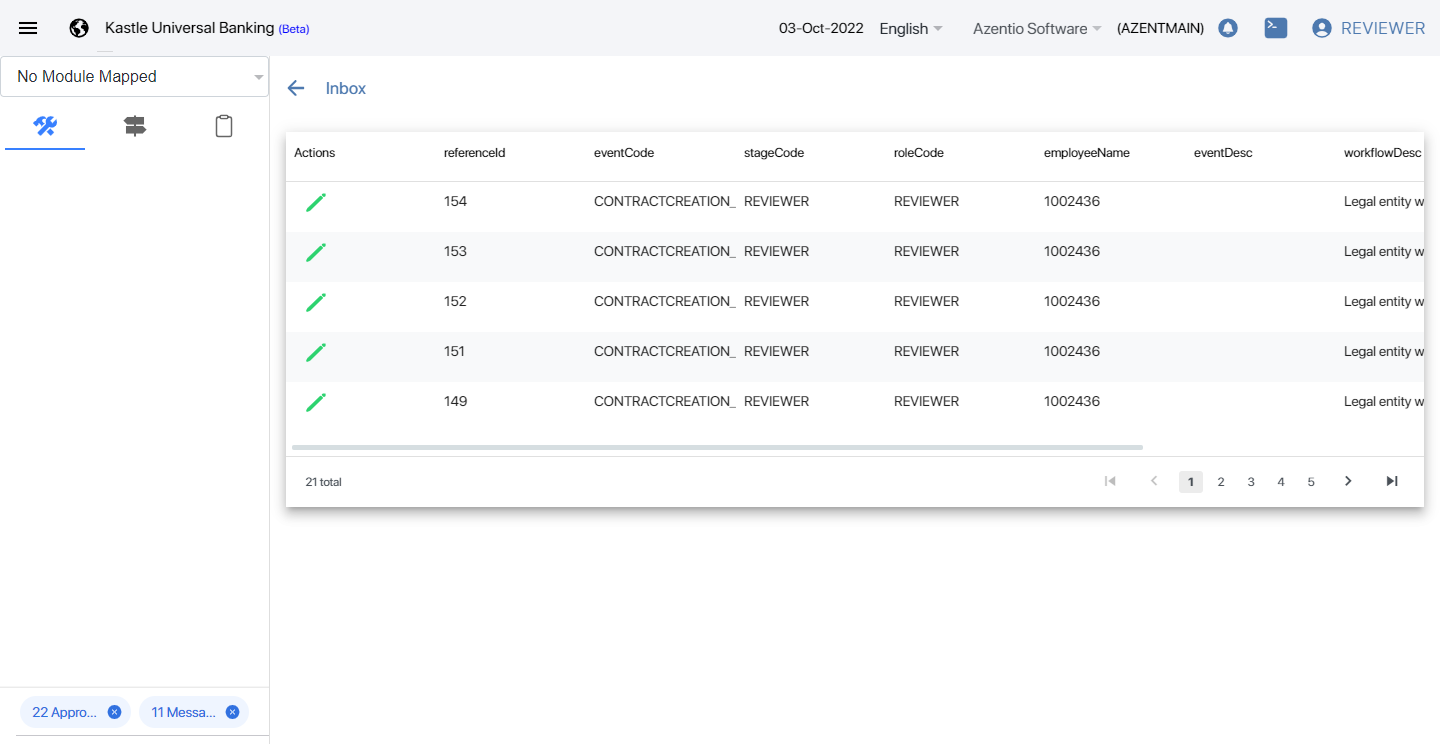 Kastle Universal Banking (Beta) 03-Oct-2022 English Azentio Software (AZENTMAIN) REVIEWER
No Module Mapped
Inbox
Actions referenceId eventCode stageCode roleCode employeeName eventDesc workflowDesc
154 CONTRACTCREATION_ REVIEWER REVIEWER 1002436 Legal entity w
153 CONTRACTCREATION_ REVIEWER REVIEWER 1002436 Legal entity w
152 CONTRACTCREATION_ REVIEWER REVIEWER 1002436 Legal entity w
151 CONTRACTCREATION_ REVIEWER REVIEWER 1002436 Legal entity w
149 CONTRACTCREATION_ REVIEWER REVIEWER 1002436 Legal entity w
21 total 1 2 3 4 5
22 Appro... 11 Messa...